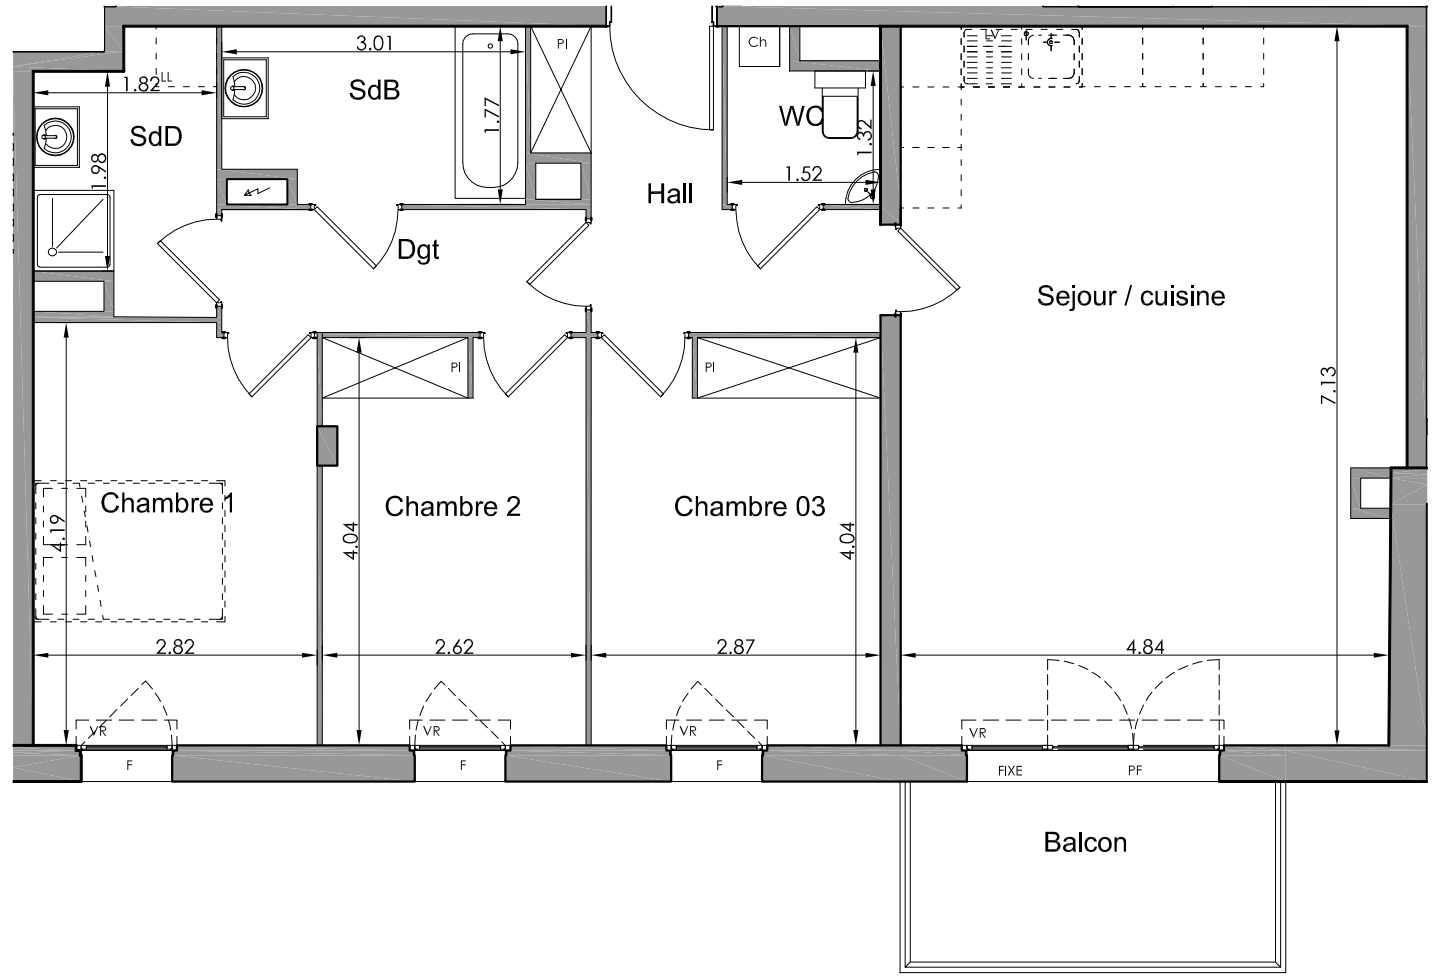 LV
3.01
Pl
Ch
1.82
LL
SdB
1.77
WC
SdD
1.32
1.98
1.52
Hall
Dgt
Sejour / cuisine
Pl
Pl
7.13
Chambre 1
Chambre 2
Chambre 03
4.19
4.04
4.04
2.82
2.62
2.87
4.84
VR
VR
VR
VR
F
F
F
FIXE
PF
Balcon